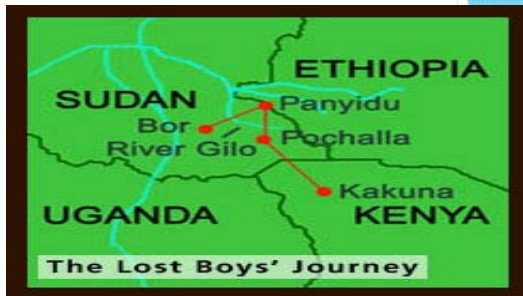 ETHIOPIA
SUDAN
Panyidu
Bor
River Gilo
Pochalla
Kakuna
UGANDA
KENYA
The Lost Boys' Journey